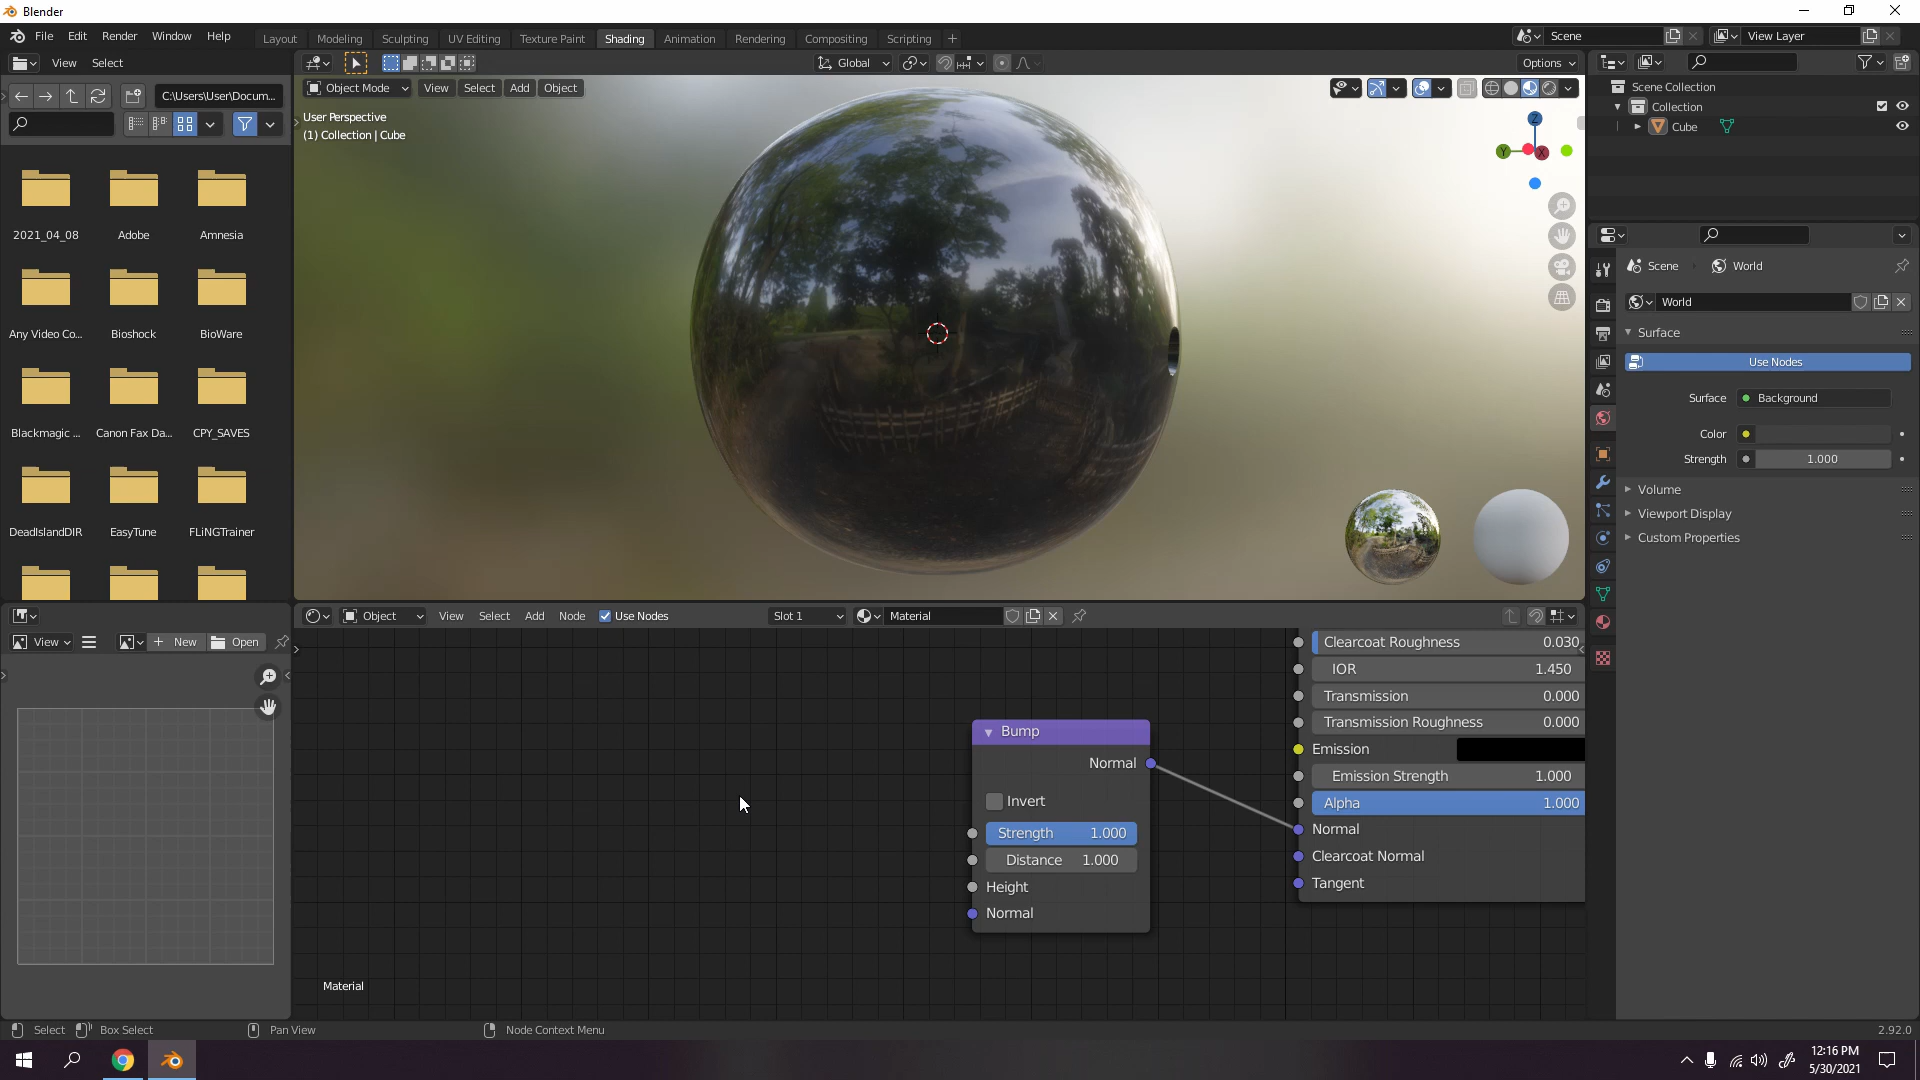 Blender
File Edit Render Window Help
Layout Modeling Sculpting UV Editing Texture Paint Shading Animation Rendering Compositing Scripting
Scene
View Layer
View Select
Global
Options
C:\Users\User\Docum...
Object Mode View Select Add Object
Scene Collection
Collection
Cube
User Perspective
(1) Collection | Cube
Z
Y
X
2021_04_08 Adobe Amnesia
Any Video Co... Bioshock BioWare
Blackmagic ... Canon Fax Da... CPY_SAVES
DeadIslandDIR EasyTune FLiNGTrainer
Scene World
World
Surface
Use Nodes
Surface Background
Color
Strength 1.000
Volume
Viewport Display
Custom Properties
Object View Select Add Node Use Nodes Slot 1 Material
View New Open
Clearcoat Roughness 0.030
IOR 1.450
Transmission 0.000
Transmission Roughness 0.000
Emission
Emission Strength 1.000
Alpha 1.000
Normal
Clearcoat Normal
Tangent
Bump
Normal
Invert
Strength 1.000
Distance 1.000
Height
Normal
Material
Select Box Select Pan View Node Context Menu 2.92.0
12:16 PM
5/30/2021